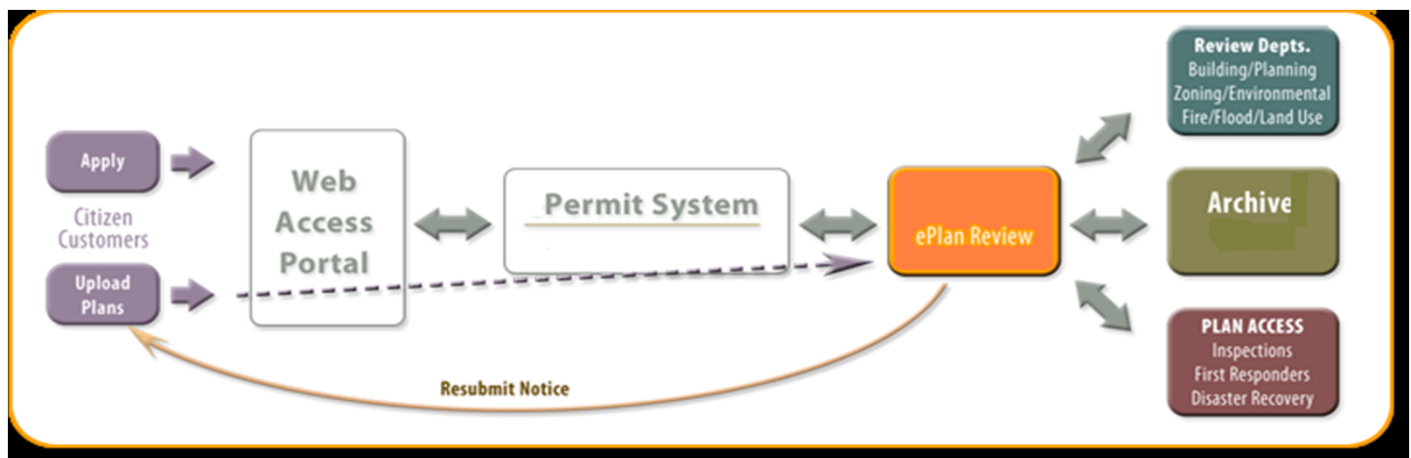 Apply
Citizen
Customers
Upload
Plans
Web
Access
Portal
Permit System
ePlan Review
Resubmit Notice
Review Depts.
Building/Planning
Zoning/Environmental
Fire/Flood/Land Use
Archive
PLAN ACCESS
Inspections
First Responders
Disaster Recovery